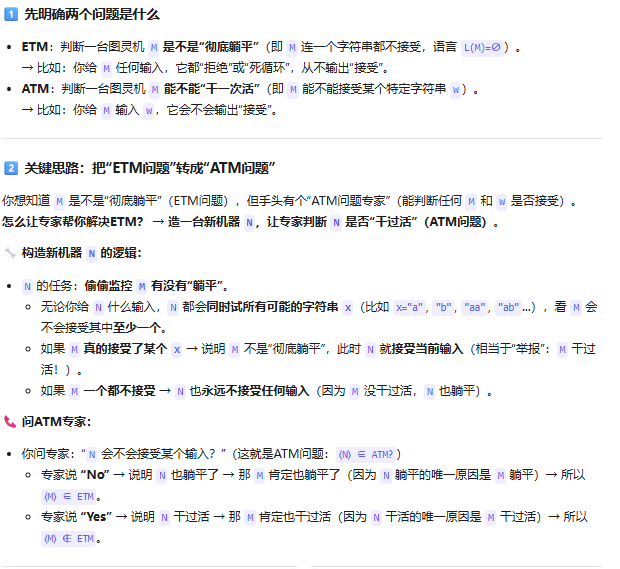 1️⃣ 先明确两个问题是什么
• ETM：判断一台图灵机 M 是不是“彻底躺平”（即 M 连一个字符串都不接受，语言 L(M)=∅）。
→ 比如：你给 M 任何输入，它都“拒绝”或“死循环”，从不输出“接受”。
• ATM：判断一台图灵机 M 能不能“干一次活”（即 M 能不能接受某个特定字符串 w）。
→ 比如：你给 M 输入 w，它会不会输出“接受”。
2️⃣ 关键思路：把“ETM问题”转成“ATM问题”
你想知道 M 是不是“彻底躺平”（ETM问题），但手头有个“ATM问题专家”（能判断任何 M 和 w 是否接受）。
怎么让专家帮你解决ETM？ → 造一台新机器 N，让专家判断 N 是否“干过活”（ATM问题）。
🔧 构造新机器 N 的逻辑：
• N 的任务：偷偷监控 M 有没有“躺平”。
○ 无论你给 N 什么输入，N 都会同时试所有可能的字符串 x（比如 x="a"，"b"，"aa"，"ab"...），看 M 会
不会接受其中至少一个。
○ 如果 M 真的接受了某个 x → 说明 M 不是“彻底躺平”，此时 N 就接受当前输入（相当于“举报”：M 干过
活！）。
○ 如果 M 一个都不接受 → N 也永远不接受任何输入（因为 M 没干过活，N 也躺平）。
📞 问ATM专家：
• 你问专家：“N 会不会接受某个输入？”（这就是ATM问题：⟨N⟩ ∈ ATM?）
○ 专家说 “No” → 说明 N 也躺平了 → 那 M 肯定也躺平了（因为 N 躺平的唯一原因是 M 躺平）→ 所以
⟨M⟩ ∈ ETM。
○ 专家说 “Yes” → 说明 N 干过活 → 那 M 肯定也干过活（因为 N 干活的唯一原因是 M 干过活）→ 所以
⟨M⟩ ∉ ETM。